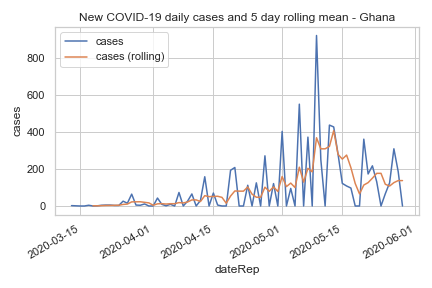 New COVID-19 daily cases and 5 day rolling mean - Ghana
cases
cases (rolling)
800
600
400
200
0
cases
2020-03-15
2020-04-01
2020-04-15
2020-05-01
2020-05-15
2020-06-01
dateRep